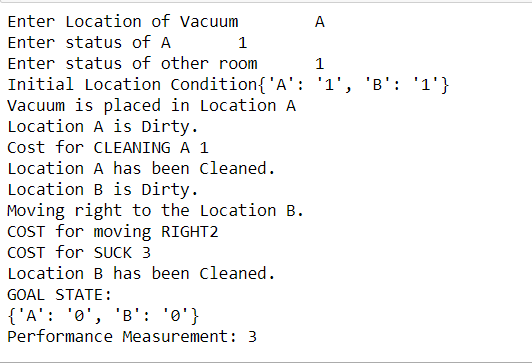 Enter Location of Vacuum A
Enter status of A 1
Enter status of other room 1
Initial Location Condition{'A': '1', 'B': '1'}
Vacuum is placed in Location A
Location A is Dirty.
Cost for CLEANING A 1
Location A has been Cleaned.
Location B is Dirty.
Moving right to the Location B.
COST for moving RIGHT2
COST for SUCK 3
Location B has been Cleaned.
GOAL STATE:
{'A': '0', 'B': '0'}
Performance Measurement: 3